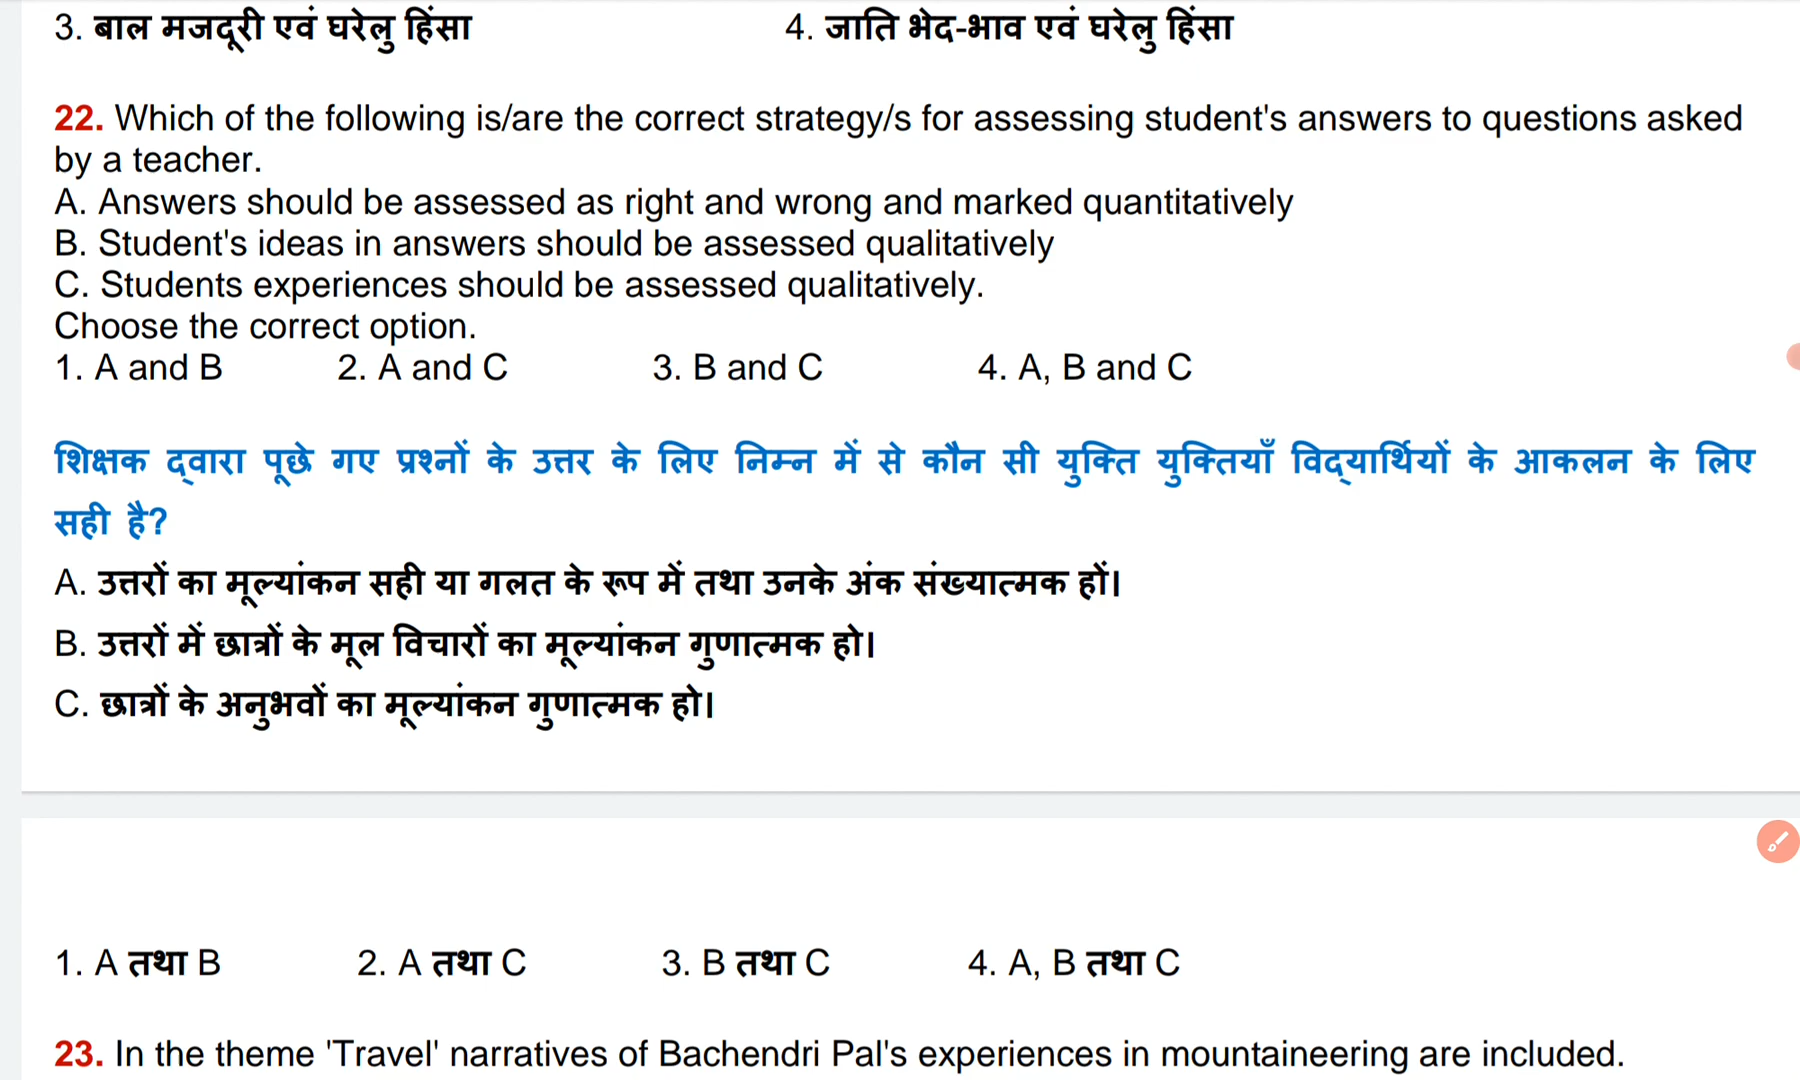 3. बाल मजदूरी एवं घरेलु हिंसा 4. जाति भेद-भाव एवं घरेलु हिंसा
22. Which of the following is/are the correct strategy/s for assessing student's answers to questions asked
by a teacher.
A. Answers should be assessed as right and wrong and marked quantitatively
B. Student's ideas in answers should be assessed qualitatively
C. Students experiences should be assessed qualitatively.
Choose the correct option.
1. A and B 2. A and C 3. B and C 4. A, B and C
शिक्षक द्वारा पूछे गए प्रश्नों के उत्तर के लिए निम्न में से कौन सी युक्ति युक्तियाँ विद्यार्थियों के आकलन के लिए
सही है?
A. उत्तरों का मूल्यांकन सही या गलत के रूप में तथा उनके अंक संख्यात्मक हों।
B. उत्तरों में छात्रों के मूल विचारों का मूल्यांकन गुणात्मक हो।
C. छात्रों के अनुभवों का मूल्यांकन गुणात्मक हो।
1. A तथा B 2. A तथा C 3. B तथा C 4. A, B तथा C
23. In the theme 'Travel' narratives of Bachendri Pal's experiences in mountaineering are included.